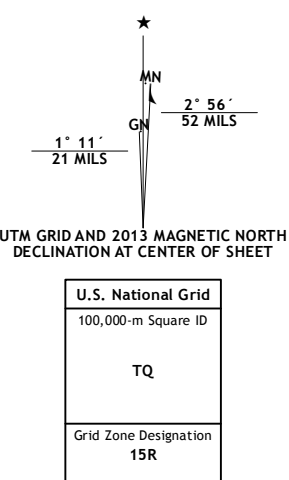 ★
MN
GN
2° 56´
52 MILS
1° 11´
21 MILS
UTM GRID AND 2013 MAGNETIC NORTH
DECLINATION AT CENTER OF SHEET
U.S. National Grid
100,000-m Square ID
TQ
Grid Zone Designation
15R